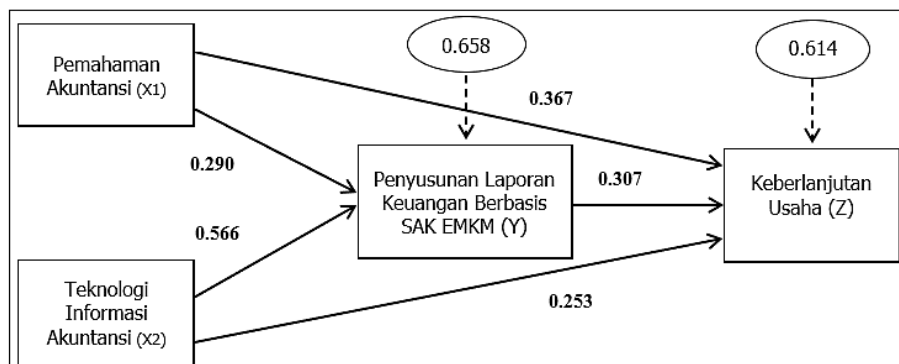 Pemahaman
Akuntansi (X1)
0.658
0.614
0.367
0.290
Penyusunan Laporan
Keuangan Berbasis
SAK EMKM (Y)
0.307
Keberlanjutan
Usaha (Z)
0.566
Teknologi
Informasi
Akuntansi (X2)
0.253